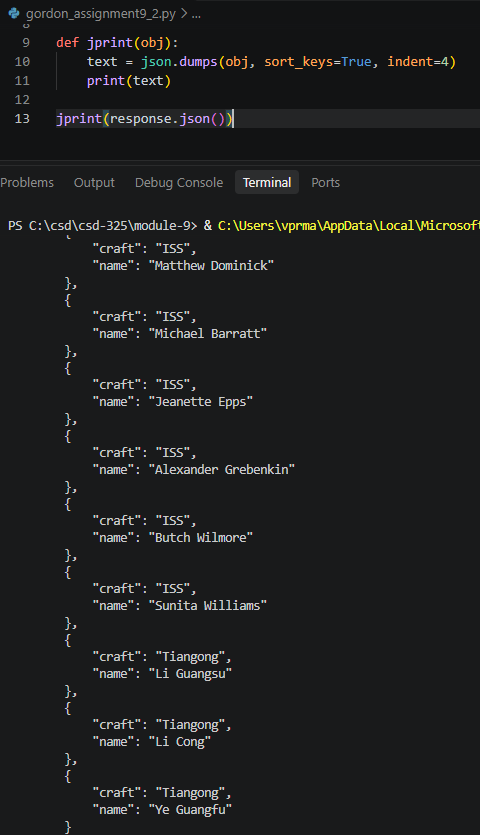 gordon_assignment9_2.py > ...
9 def jprint(obj):
10 text = json.dumps(obj, sort_keys=True, indent=4)
11 print(text)
12
13 jprint(response.json())
Problems Output Debug Console Terminal Ports
PS C:\csd\csd-325\module-9> & C:\Users\vprma\AppData\Local\Microsoft
{
"craft": "ISS",
"name": "Matthew Dominick"
},
{
"craft": "ISS",
"name": "Michael Barratt"
},
{
"craft": "ISS",
"name": "Jeanette Epps"
},
{
"craft": "ISS",
"name": "Alexander Grebenkin"
},
{
"craft": "ISS",
"name": "Butch Wilmore"
},
{
"craft": "ISS",
"name": "Sunita Williams"
},
{
"craft": "Tiangong",
"name": "Li Guangsu"
},
{
"craft": "Tiangong",
"name": "Li Cong"
},
{
"craft": "Tiangong",
"name": "Ye Guangfu"
}